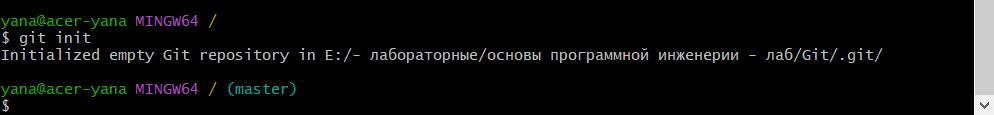 yana@acer-yana MINGW64 /
$ git init
Initialized empty Git repository in E:/- лабораторные/основы программной инженерии - лаб/Git/.git/
yana@acer-yana MINGW64 / (master)
$